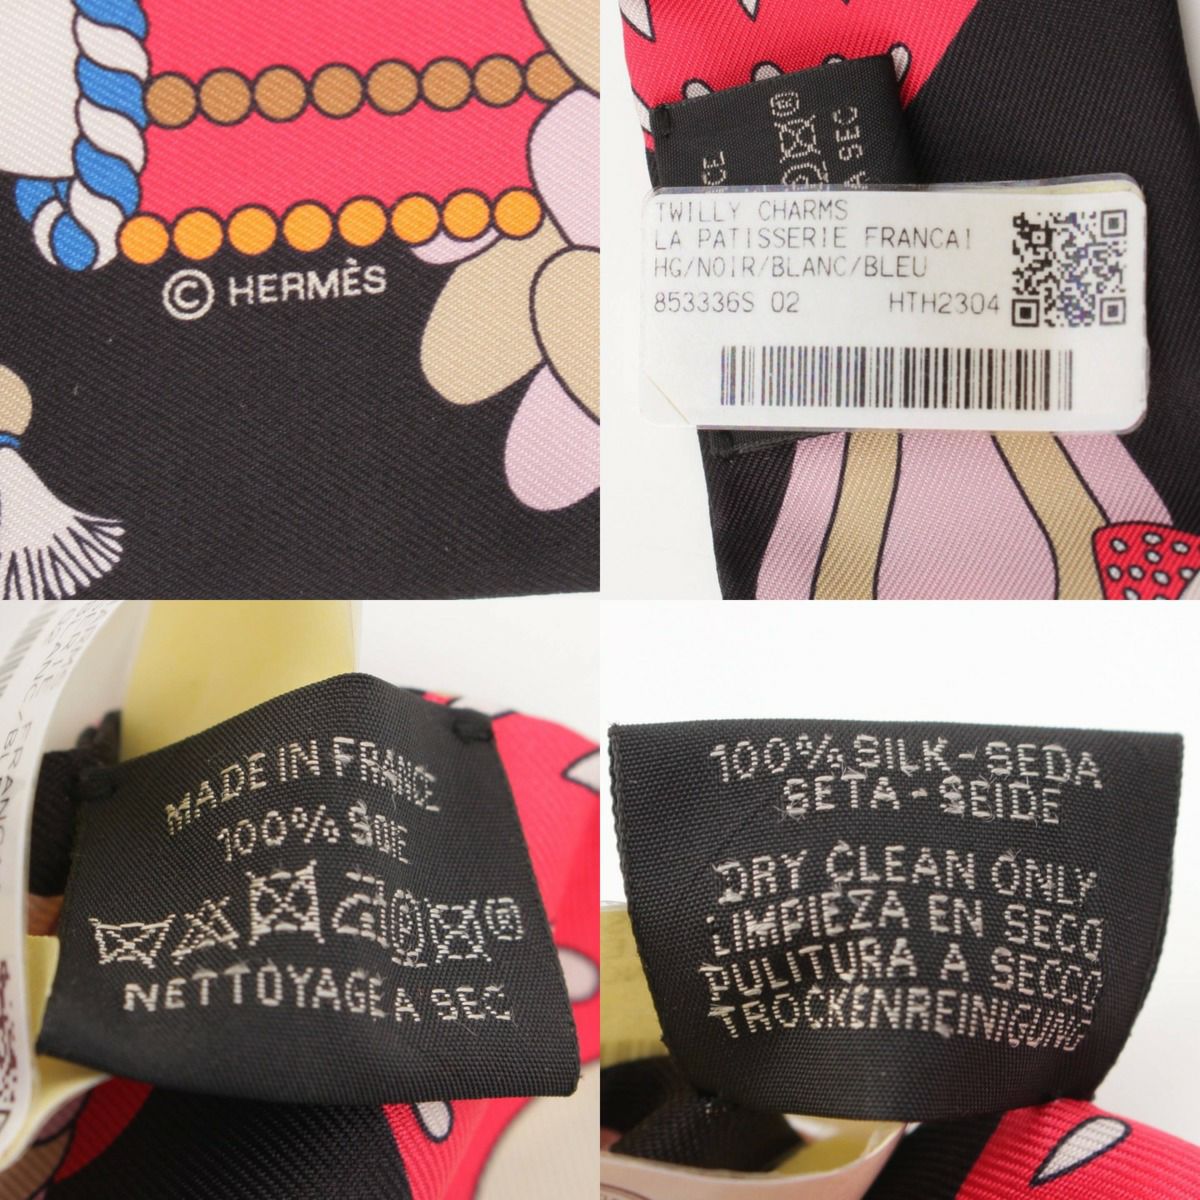 © HERMÈS
A SEC
TWILLY CHARMS
LA PATISSERIE FRANCAI
HG/NOIR/BLANC/BLEU
853336S 02 HTH2304
MADE IN FRANCE
100% SOIE
NETTOYAGE A SEC
100% SILK - SEDA
SETA - SEIDE
DRY CLEAN ONLY
LIMPIEZA EN SECO
PULITURA A SECCO
TROCKENREINIGUNG